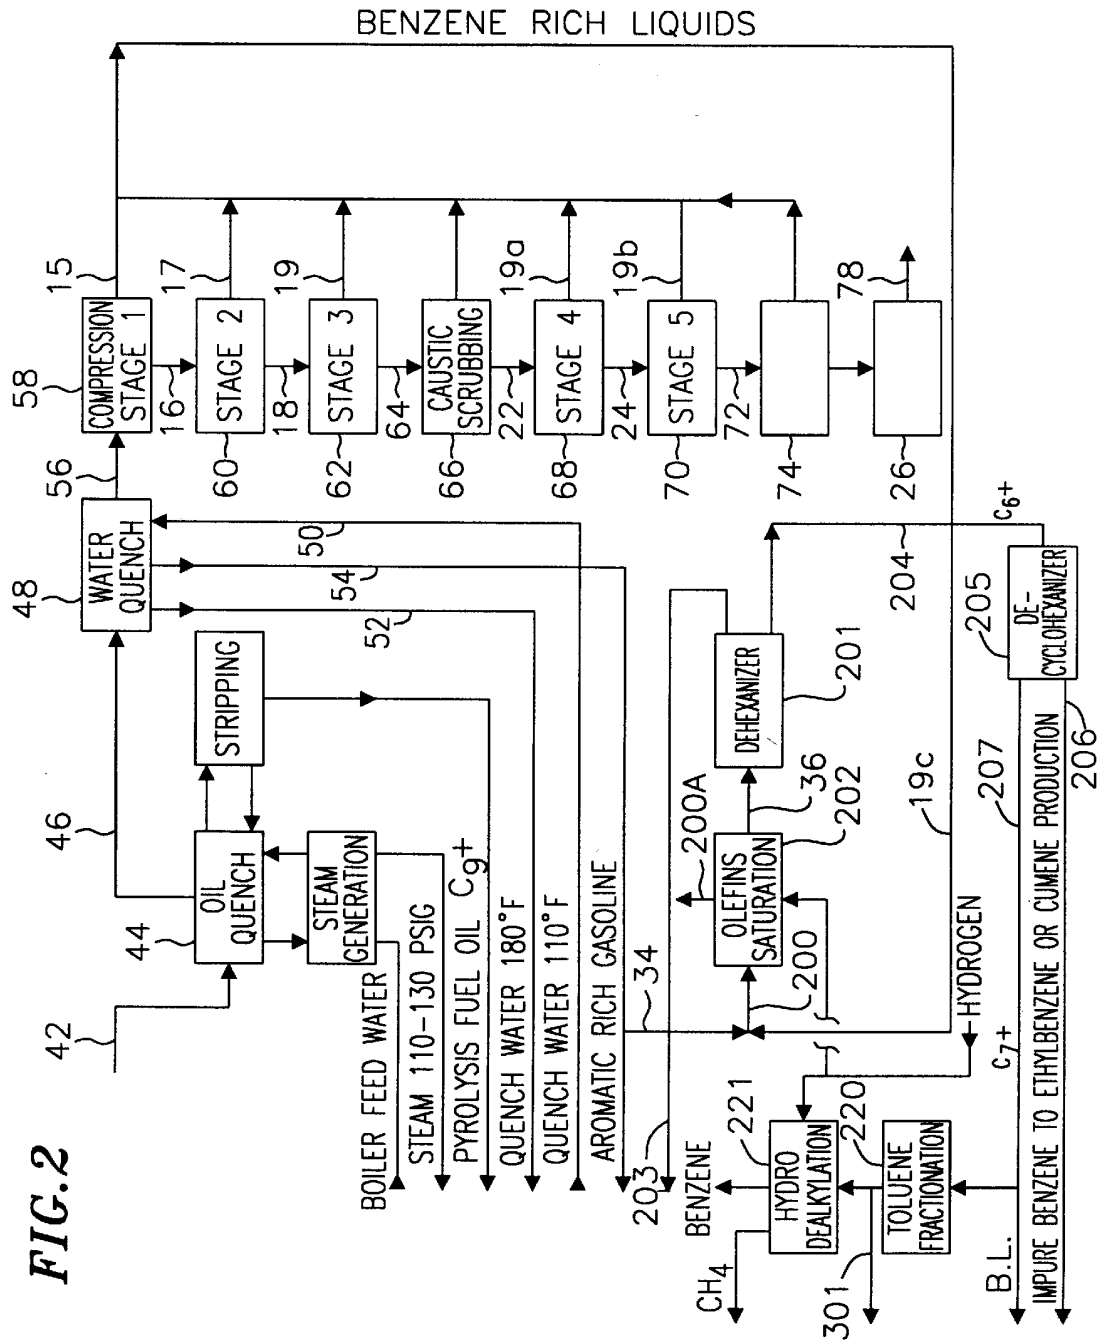 FIG.2
42
44
46
48
56
58
15
OIL
QUENCH
STRIPPING
WATER
QUENCH
COMPRESSION
STAGE 1
BENZENE RICH LIQUIDS
16
17
60
STAGE 2
18
19
62
STAGE 3
64
66
CAUSTIC
SCRUBBING
22
68
STAGE 4
19a
24
70
STAGE 5
19b
72
74
26
78
STEAM
GENERATION
50
54
52
BOILER FEED WATER
STEAM 110-130 PSIG
PYROLYSIS FUEL OIL C9+
QUENCH WATER 180°F
QUENCH WATER 110°F
AROMATIC RICH GASOLINE
34
203
200A
200
OLEFINS
SATURATION
36
202
DEHEXANIZER
201
204
C6+
19c
CH4
BENZENE
221
HYDRO
DEALKYLATION
220
TOLUENE
FRACTIONATION
301
HYDROGEN
B.L.
C7+
207
205
DE-
CYCLOHEXANIZER
IMPURE BENZENE TO ETHYLBENZENE OR CUMENE PRODUCTION
206